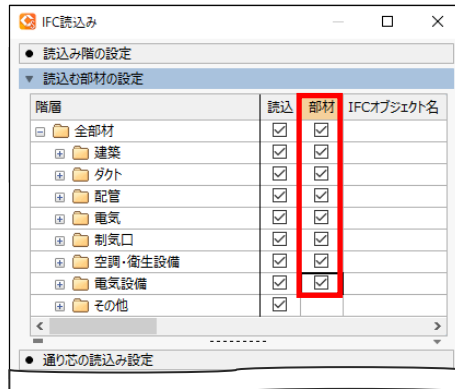 IFC読込み
● 読込み階の設定
▼ 読込む部材の設定
階層 読込 部材 IFCオブジェクト名
全部材
建築
ダクト
配管
電気
制気口
空調・衛生設備
電気設備
その他
● 通り芯の読込み設定